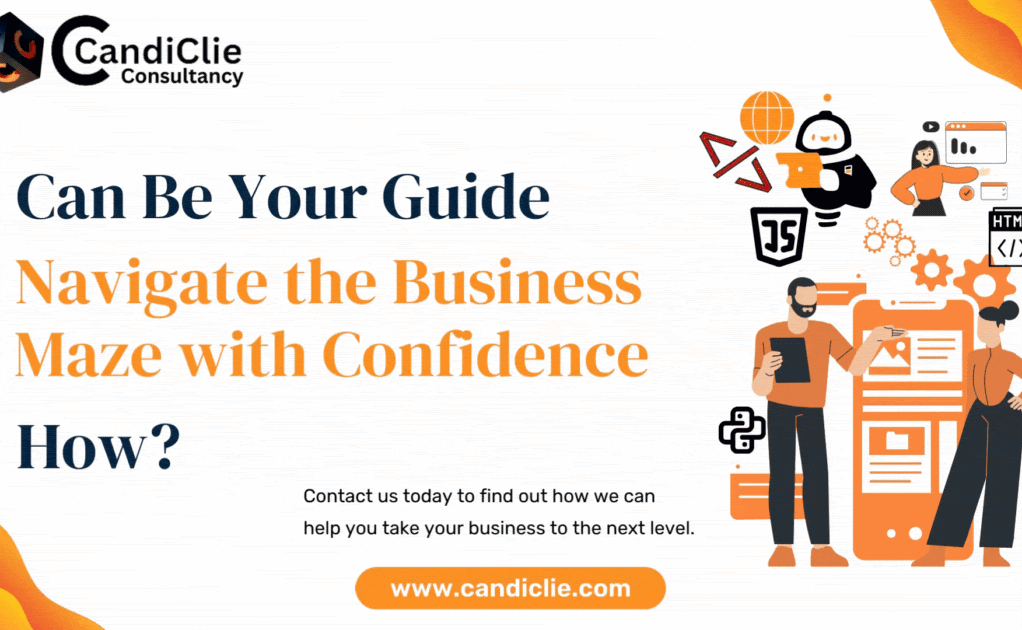 CandiClie
Consultancy
Can Be Your Guide
Navigate the Business
Maze with Confidence
How?
Contact us today to find out how we can
help you take your business to the next level.
www.candiclie.com
</>
JS
HTM
</>